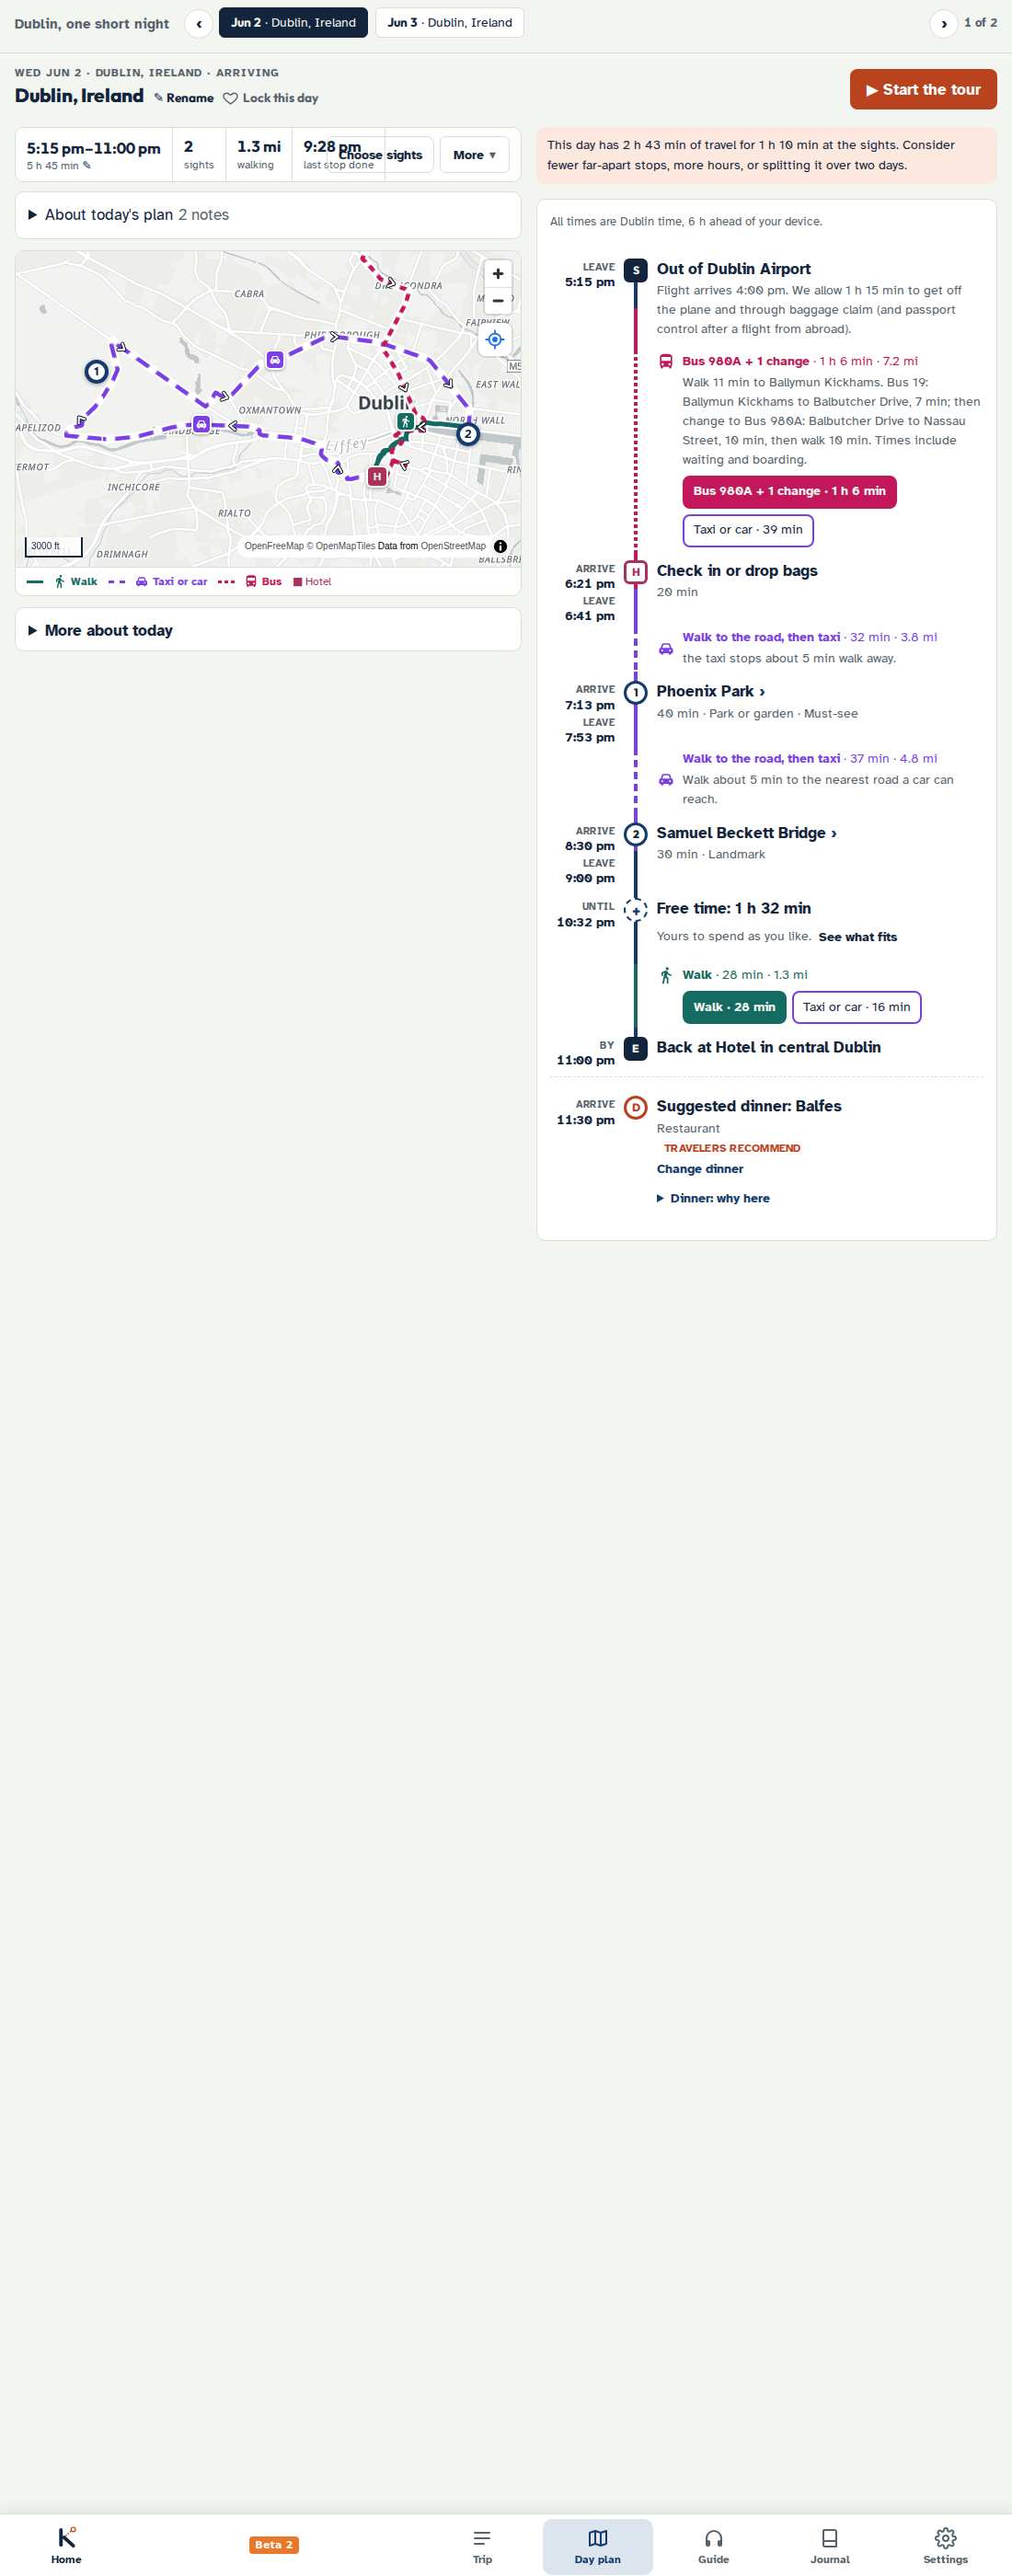 Dublin, one short night
‹
Jun 2 · Dublin, Ireland
Jun 3 · Dublin, Ireland
›
1 of 2
WED JUN 2 · DUBLIN, IRELAND · ARRIVING
Dublin, Ireland ✎ Rename Lock this day
▶ Start the tour
5:15 pm–11:00 pm
5 h 45 min ✎
2
sights
1.3 mi
walking
9:28 pm
last stop done
Choose sights
More ▾
▶ About today's plan 2 notes
CABRA
OXMANTOWN
EAST WAL
NORTH WALL
APELIZOD
ERMOT
INCHICORE
RIALTO
DRIMNAGH
Liffey
Dublin
M5
RIN
BALLSBRI
1
2
H
+
−
3000 ft
OpenFreeMap © OpenMapTiles Data from OpenStreetMap
Walk Taxi or car Bus Hotel
▶ More about today
This day has 2 h 43 min of travel for 1 h 10 min at the sights. Consider
fewer far-apart stops, more hours, or splitting it over two days.
All times are Dublin time, 6 h ahead of your device.
LEAVE
5:15 pm
S
Out of Dublin Airport
Flight arrives 4:00 pm. We allow 1 h 15 min to get off
the plane and through baggage claim (and passport
control after a flight from abroad).
Bus 980A + 1 change · 1 h 6 min · 7.2 mi
Walk 11 min to Ballymun Kickhams. Bus 19:
Ballymun Kickhams to Balbutcher Drive, 7 min; then
change to Bus 980A: Balbutcher Drive to Nassau
Street, 10 min, then walk 10 min. Times include
waiting and boarding.
Bus 980A + 1 change · 1 h 6 min
Taxi or car · 39 min
ARRIVE
6:21 pm
LEAVE
6:41 pm
H
Check in or drop bags
20 min
Walk to the road, then taxi · 32 min · 3.8 mi
the taxi stops about 5 min walk away.
ARRIVE
7:13 pm
LEAVE
7:53 pm
1
Phoenix Park ›
40 min · Park or garden · Must-see
Walk to the road, then taxi · 37 min · 4.8 mi
Walk about 5 min to the nearest road a car can
reach.
ARRIVE
8:30 pm
LEAVE
9:00 pm
2
Samuel Beckett Bridge ›
30 min · Landmark
UNTIL
10:32 pm
+
Free time: 1 h 32 min
Yours to spend as you like. See what fits
Walk · 28 min · 1.3 mi
Walk · 28 min
Taxi or car · 16 min
BY
11:00 pm
E
Back at Hotel in central Dublin
ARRIVE
11:30 pm
D
Suggested dinner: Balfes
Restaurant
TRAVELERS RECOMMEND
Change dinner
▶ Dinner: why here
Home
Beta 2
Trip
Day plan
Guide
Journal
Settings